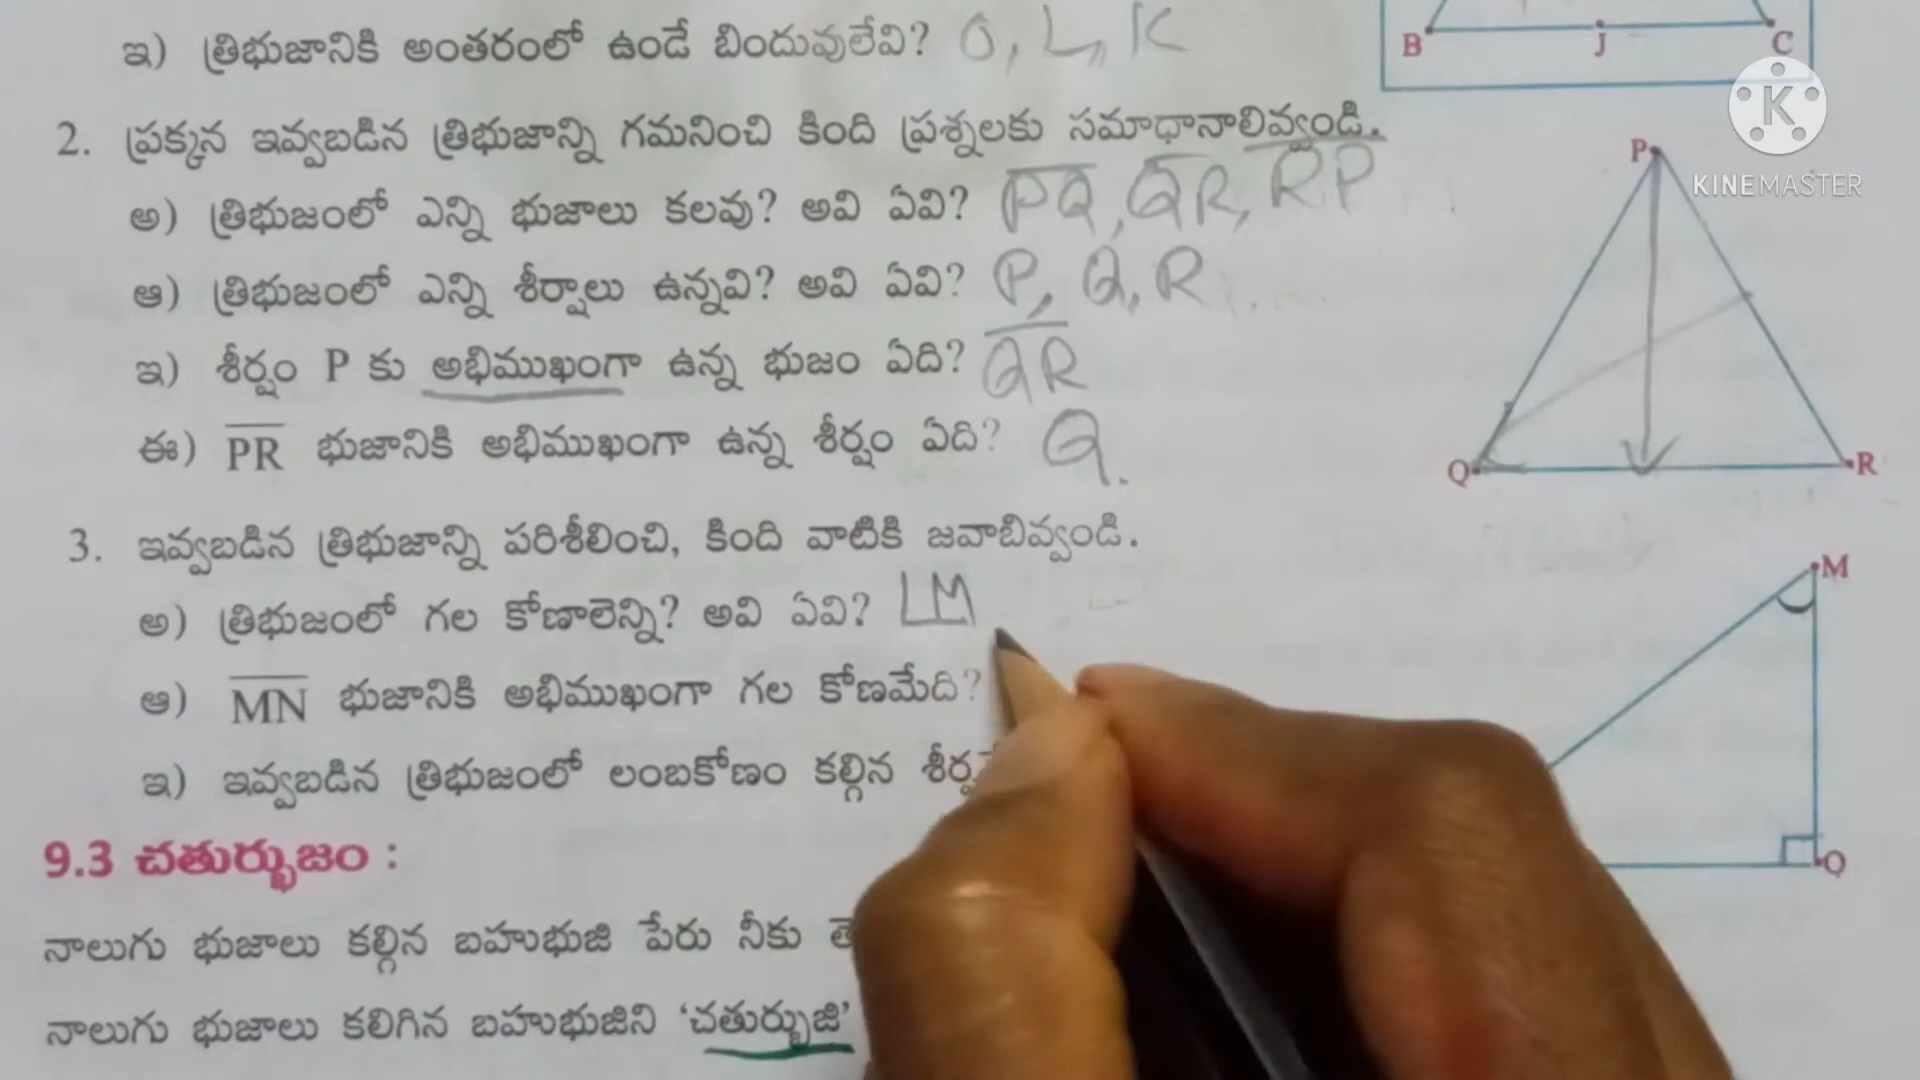 ఇ) త్రిభుజానికి అంతరంలో ఉండే బిందువులేవి? O, L, K
B J C
2. ప్రక్కన ఇవ్వబడిన త్రిభుజాన్ని గమనించి కింది ప్రశ్నలకు సమాధానాలివ్వండి.
అ) త్రిభుజంలో ఎన్ని భుజాలు కలవు? అవి ఏవి? PQ, QR, RP
ఆ) త్రిభుజంలో ఎన్ని శీర్షాలు ఉన్నవి? అవి ఏవి? P, Q, R
ఇ) శీర్షం P కు అభిముఖంగా ఉన్న భుజం ఏది? QR
ఈ) PR భుజానికి అభిముఖంగా ఉన్న శీర్షం ఏది? Q.
P
K
KINEMASTER
Q R
3. ఇవ్వబడిన త్రిభుజాన్ని పరిశీలించి, కింది వాటికి జవాబివ్వండి.
అ) త్రిభుజంలో గల కోణాలెన్ని? అవి ఏవి? LM
ఆ) MN భుజానికి అభిముఖంగా గల కోణమేది?
ఇ) ఇవ్వబడిన త్రిభుజంలో లంబకోణం కల్గిన
M
O
9.3 చతుర్భుజం :
నాలుగు భుజాలు కల్గిన బహుభుజి పేరు నీకు
నాలుగు భుజాలు కలిగిన బహుభుజిని ‘చతుర్భుజి’